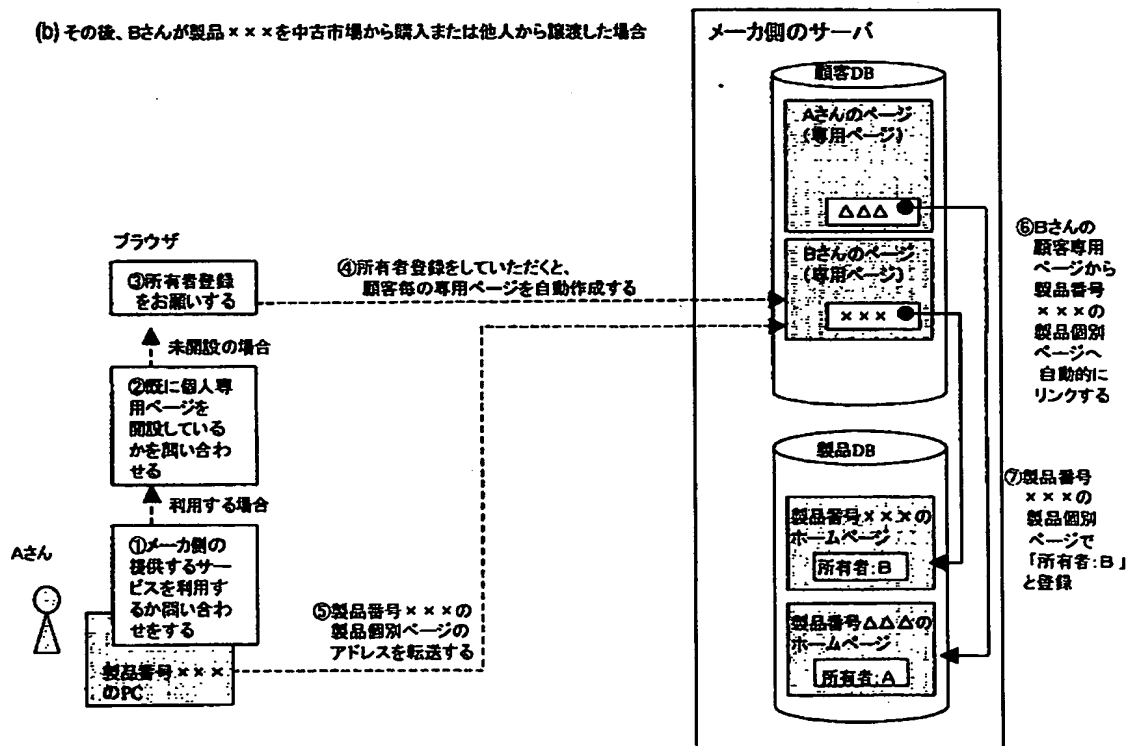 (b) その後、Bさんが製品×××を中古市場から購入または他人から譲渡した場合
メーカ側のサーバ
顧客DB
Aさんのページ
(専用ページ)
△△△
Bさんのページ
(専用ページ)
×××
⑥Bさんの
顧客専用
ページから
製品番号
×××の
製品個別
ページへ
自動的に
リンクする
ブラウザ
③所有者登録
をお願いする
④所有者登録をしていただくと、
顧客毎の専用ページを自動作成する
未開設の場合
②既に個人専
用ページを
開設している
かを問い合わ
せる
利用する場合
Aさん
①メーカ側の
提供するサー
ビスを利用す
るか問い合わ
せをする
製品番号×××
のPC
⑤製品番号×××の
製品個別ページの
アドレスを転送する
製品DB
製品番号×××の
ホームページ
所有者:B
製品番号△△△の
ホームページ
所有者:A
⑦製品番号
×××の
製品個別
ページで
「所有者:B」
と登録